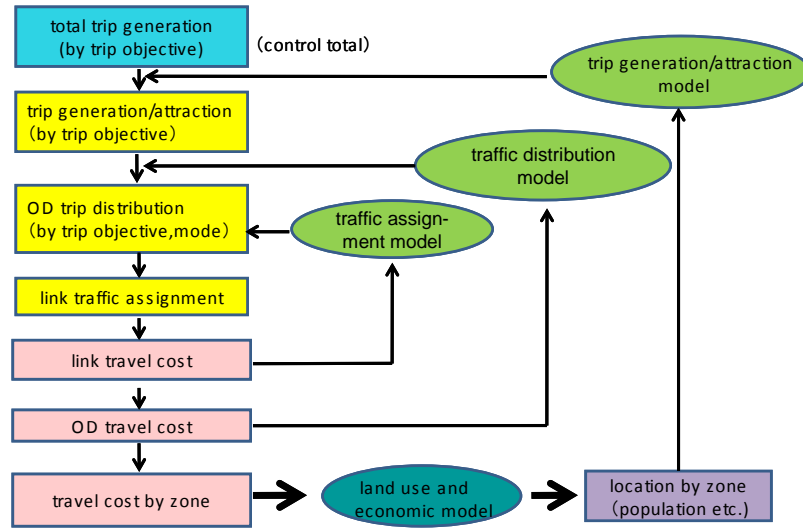 total trip generation
(by trip objective)
(control total)
trip generation/attraction
model
trip generation/attraction
(by trip objective)
traffic distribution
model
OD trip distribution
(by trip objective,mode)
traffic assign-
ment model
link traffic assignment
link travel cost
OD travel cost
travel cost by zone
land use and
economic model
location by zone
(population etc.)